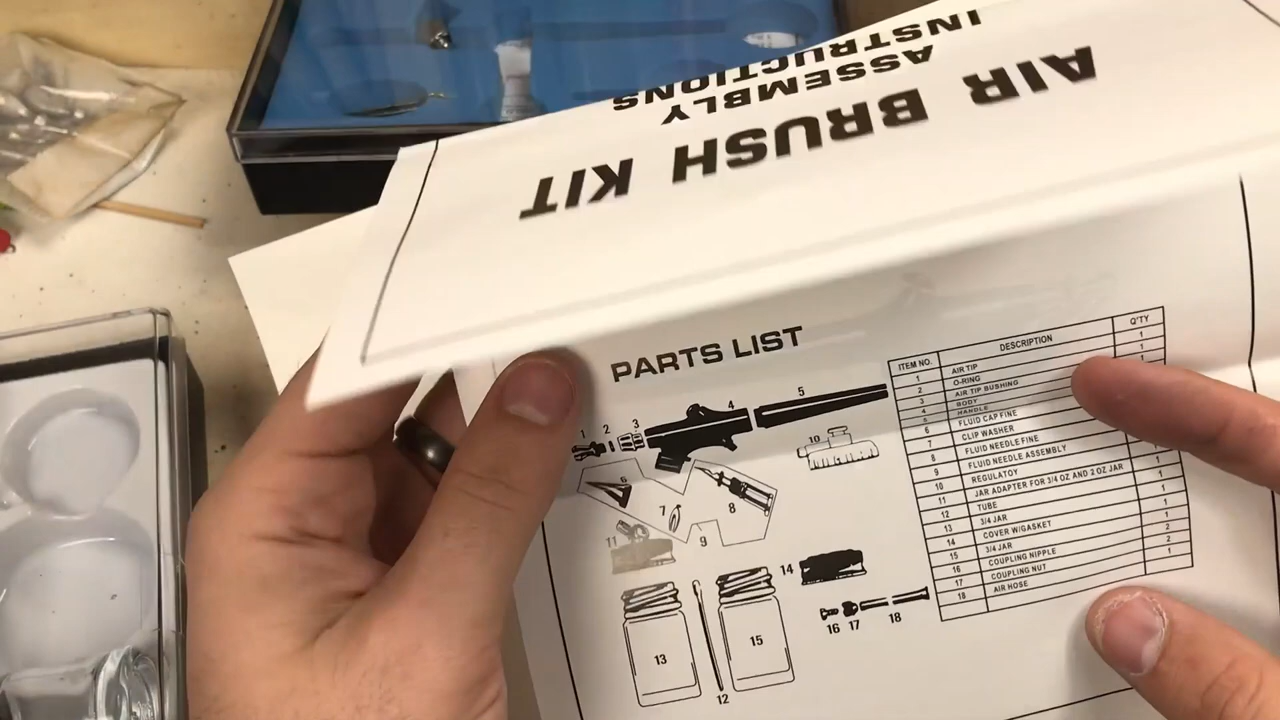 AIR BRUSH KIT
ASSEMBLY
INSTRUCTIONS
PARTS LIST
ITEM NO. DESCRIPTION Q'TY
1 AIR TIP 1
2 O-RING 1
3 AIR TIP BUSHING 1
4 BODY
5 HANDLE
6 FLUID CAP FINE
7 CLIP WASHER
8 FLUID NEEDLE FINE
9 FLUID NEEDLE ASSEMBLY
10 REGULATOY
11 JAR ADAPTER FOR 3/4 OZ AND 2 OZ JAR 1
12 TUBE 1
13 3/4 JAR 1
14 COVER W/GASKET 1
15 3/4 JAR 1
16 COUPLING NIPPLE 2
17 COUPLING NUT 2
18 AIR HOSE 1
1 2 3 4 5
10
6
7
8
9
11
14
13
15
12
16 17 18